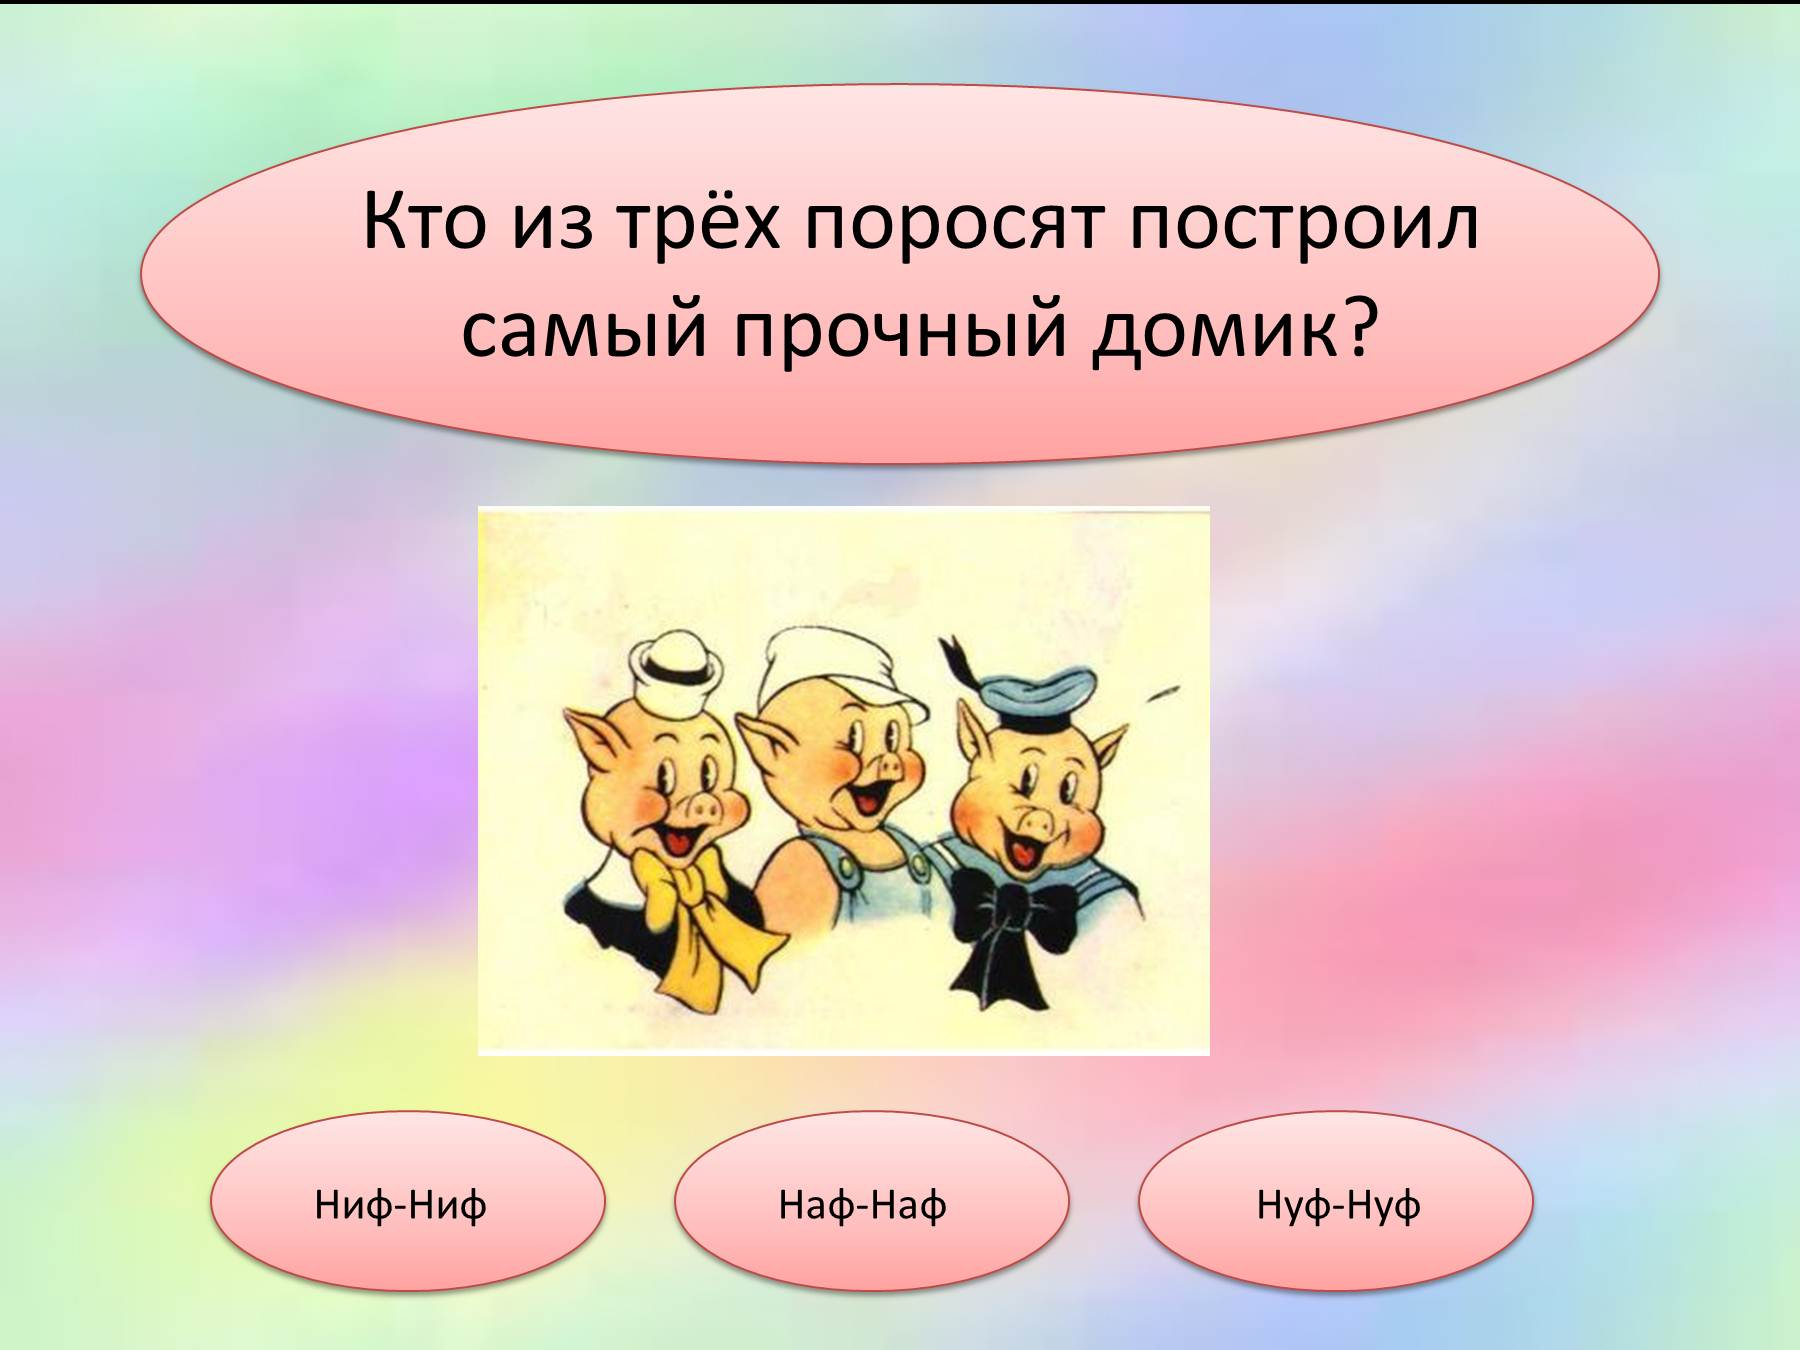 Кто из трёх поросят построил
самый прочный домик?
Ниф-Ниф
Наф-Наф
Нуф-Нуф